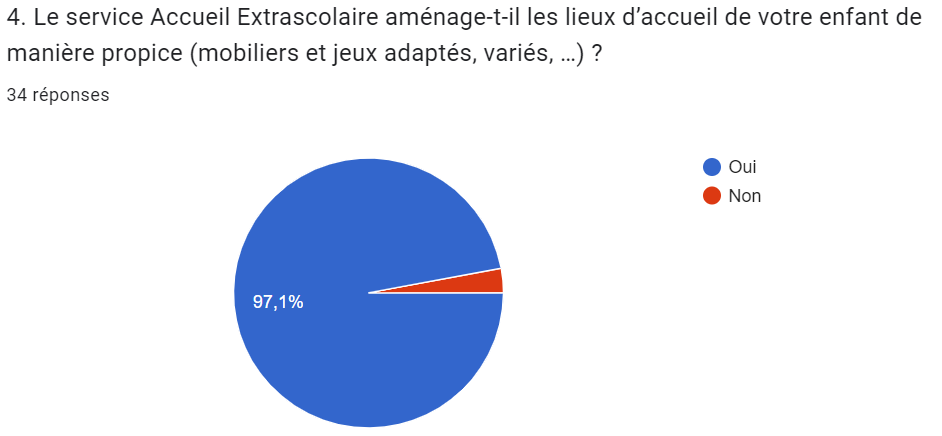 4. Le service Accueil Extrascolaire aménage-t-il les lieux d’accueil de votre enfant de
manière propice (mobiliers et jeux adaptés, variés, …) ?
34 réponses
Oui
Non
97,1%